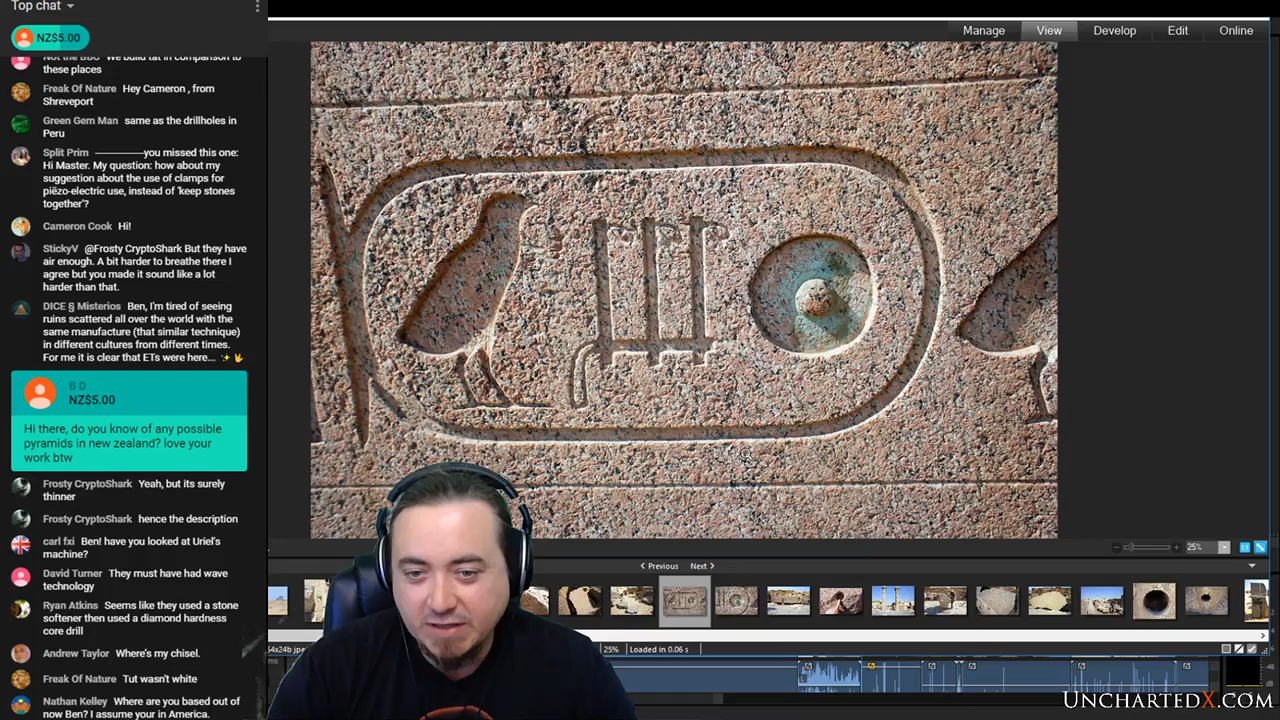 Top chat
NZ$5.00
Not the BBC We build tat in comparison to
these places
Freak Of Nature Hey Cameron , from
Shreveport
Green Gem Man same as the drillholes in
Peru
Split Prim ————you missed this one:
Hi Master. My question: how about my
suggestion about the use of clamps for
piëzo-electric use, instead of 'keep stones
together'?
Cameron Cook Hi!
StickyV @Frosty CryptoShark But they have
air enough. A bit harder to breathe there I
agree but you made it sound like a lot
harder than that.
DICE § Misterios Ben, I'm tired of seeing
ruins scattered all over the world with the
same manufacture (that similar technique)
in different cultures from different times.
For me it is clear that ETs were here...
B D
NZ$5.00
Hi there, do you know of any possible
pyramids in new zealand? love your
work btw
Frosty CryptoShark Yeah, but its surely
thinner
Frosty CryptoShark hence the description
carl fxi Ben! have you looked at Uriel's
machine?
David Turner They must have had wave
technology
Ryan Atkins Seems like they used a stone
softener then used a diamond hardness
core drill
Andrew Taylor Where's my chisel.
Freak Of Nature Tut wasn't white
Nathan Kelley Where are you based out of
now Ben? I assume your in America.
Manage View Develop Edit Online
25%
Previous Next
25% Loaded in 0.06 s
UNCHARTEDX.COM